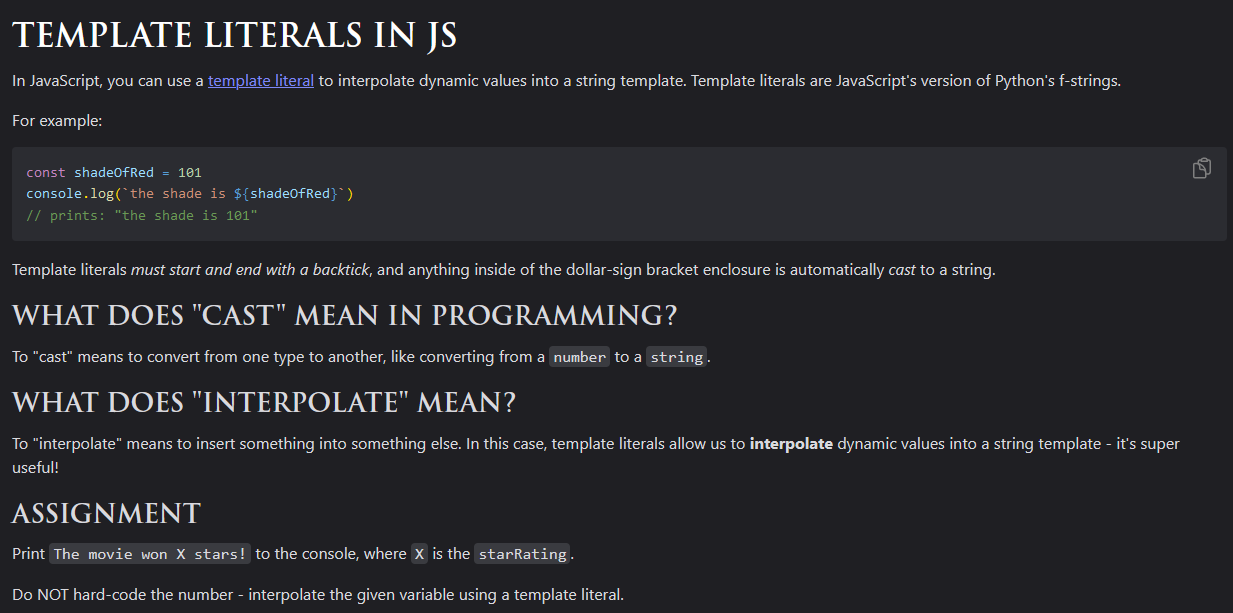 TEMPLATE LITERALS IN JS
In JavaScript, you can use a template literal to interpolate dynamic values into a string template. Template literals are JavaScript's version of Python's f-strings.
For example:
const shadeOfRed = 101
console.log(`the shade is ${shadeOfRed}`)
// prints: "the shade is 101"
Template literals must start and end with a backtick, and anything inside of the dollar-sign bracket enclosure is automatically cast to a string.
WHAT DOES "CAST" MEAN IN PROGRAMMING?
To "cast" means to convert from one type to another, like converting from a number to a string.
WHAT DOES "INTERPOLATE" MEAN?
To "interpolate" means to insert something into something else. In this case, template literals allow us to interpolate dynamic values into a string template - it's super
useful!
ASSIGNMENT
Print The movie won X stars! to the console, where X is the starRating.
Do NOT hard-code the number - interpolate the given variable using a template literal.